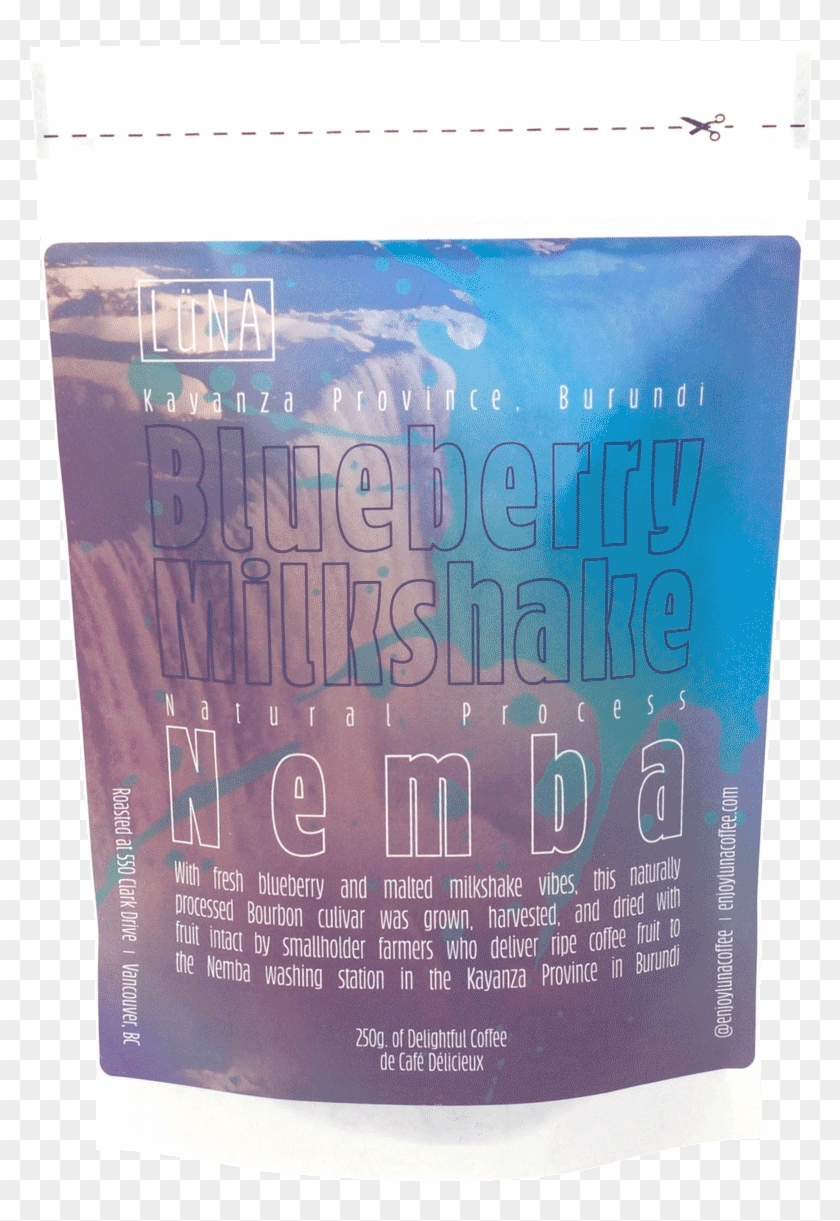 LüNA
Kayanza Province, Burundi
Blueberry
Milkshake
Natural Process
Nemba
With fresh blueberry and malted milkshake vibes, this naturally
processed Bourbon culivar was grown, harvested, and dried with
fruit intact by smallholder farmers who deliver ripe coffee fruit to
the Nemba washing station in the Kayanza Province in Burundi
250g. of Delightful Coffee
de Café Délicieux
Roasted at 550 Clark Drive | Vancouver, BC
@enjoylunacoffee | enjoylunacoffee.com